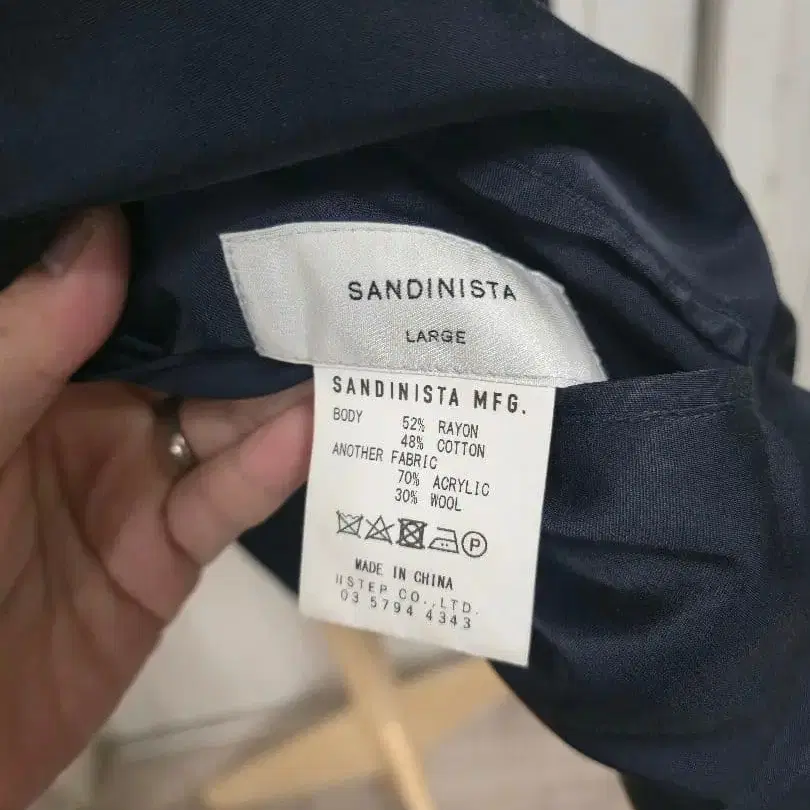 SANDINISTA
LARGE
SANDINISTA MFG.
BODY 52% RAYON
48% COTTON
ANOTHER FABRIC
70% ACRYLIC
30% WOOL
P
MADE IN CHINA
IISTEP CO.,LTD.
03 5794 4343